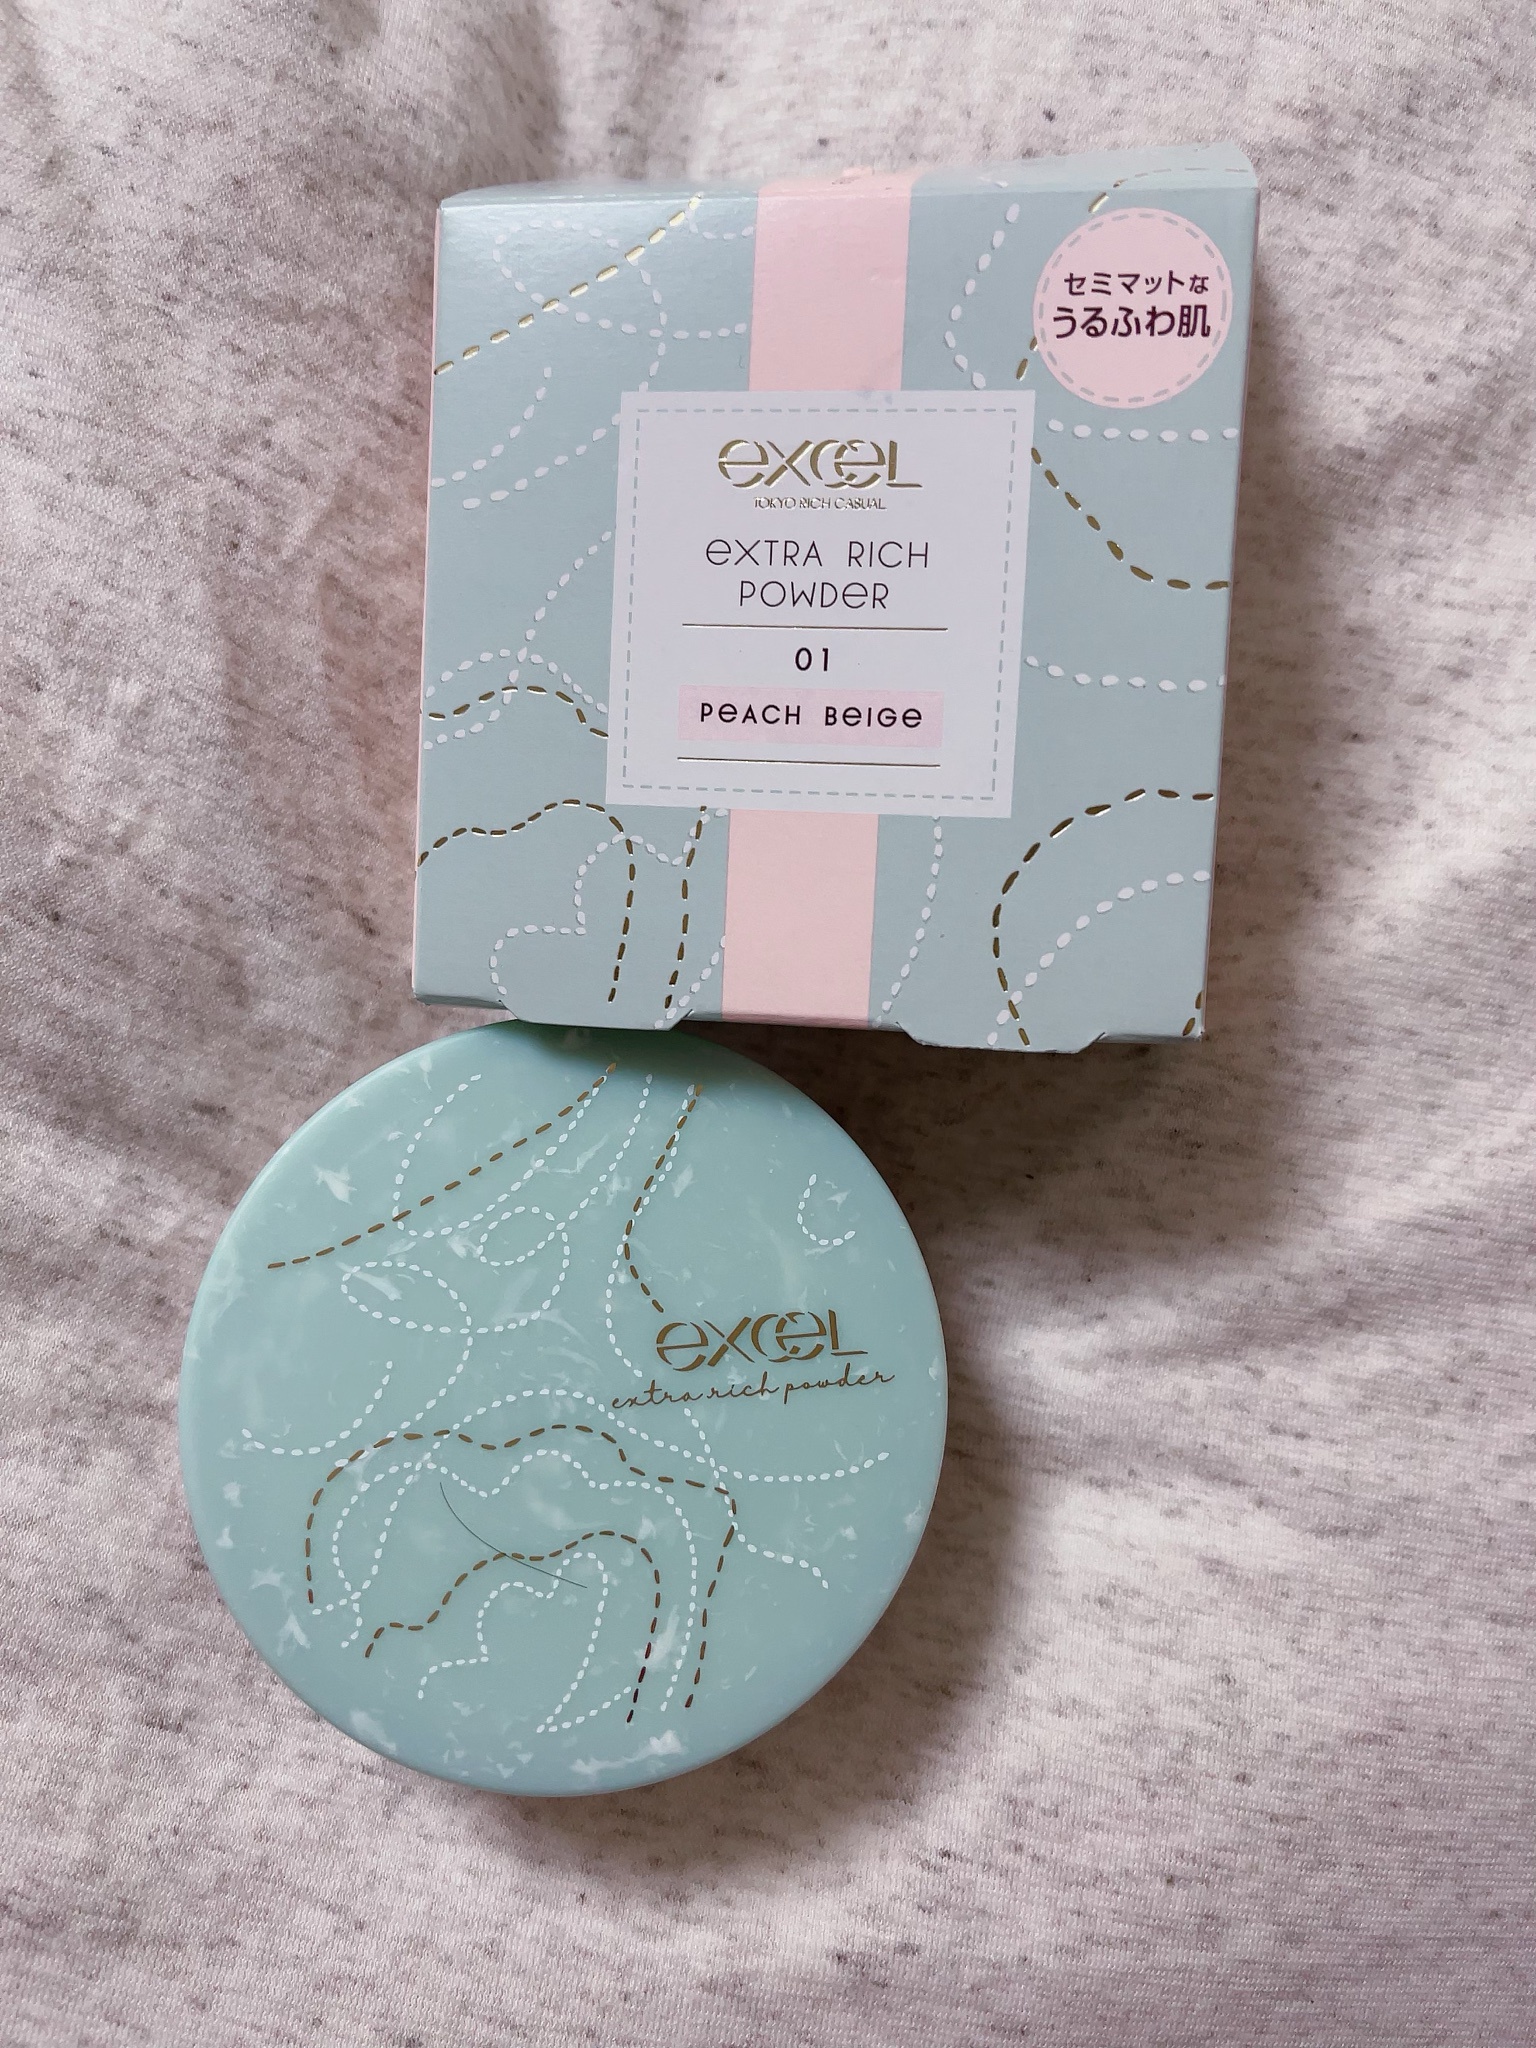 セミマットな
うるふわ肌
excel
TOKYO RICH CASUAL
extra rich
powder
01
Peach Beige
excel
extra rich powder